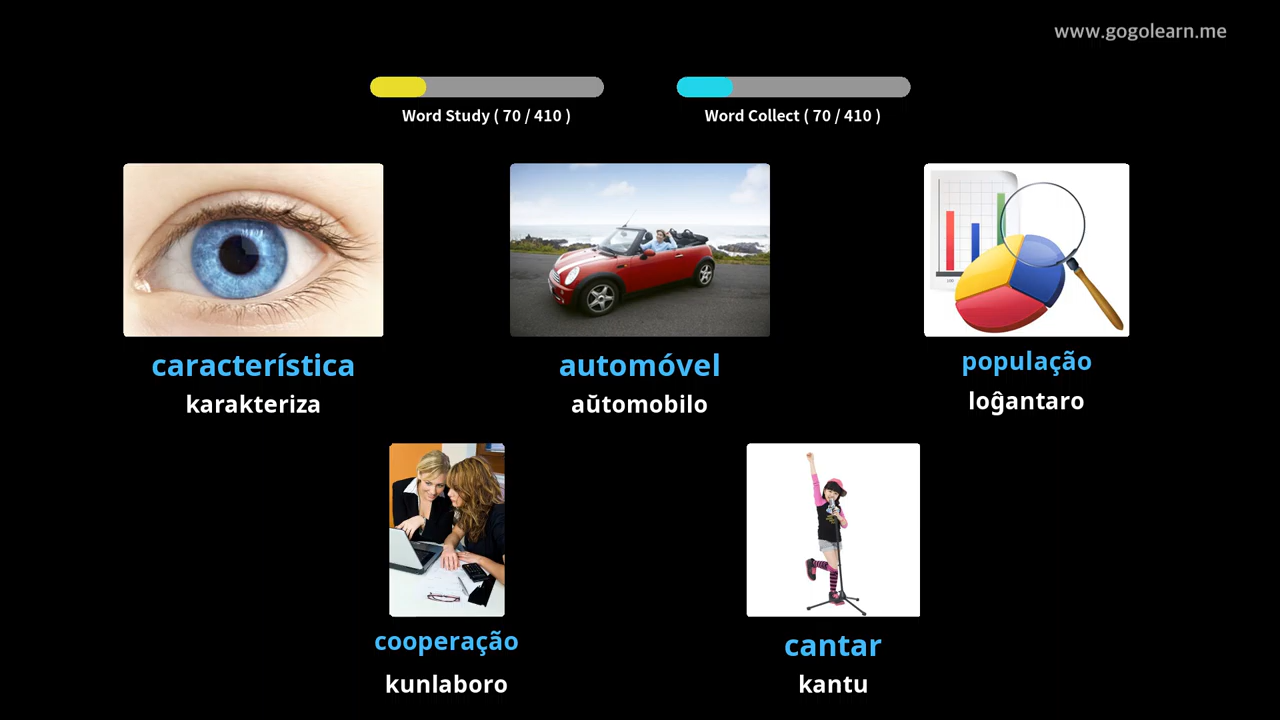 www.gogolearn.me
Word Study ( 70 / 410 )
Word Collect ( 70 / 410 )
característica
karakteriza
automóvel
aŭtomobilo
população
loĝantaro
cooperação
kunlaboro
cantar
kantu